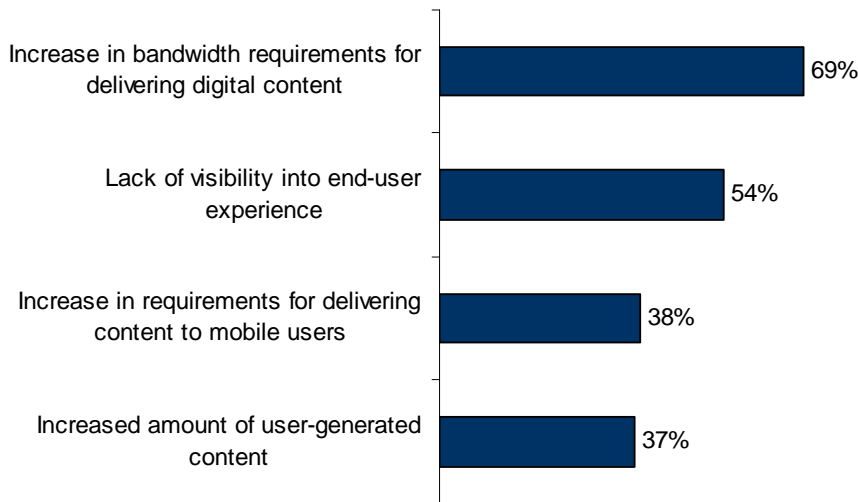 Increase in bandwidth requirements for
delivering digital content
69%
Lack of visibility into end-user
experience
54%
Increase in requirements for delivering
content to mobile users
38%
Increased amount of user-generated
content
37%